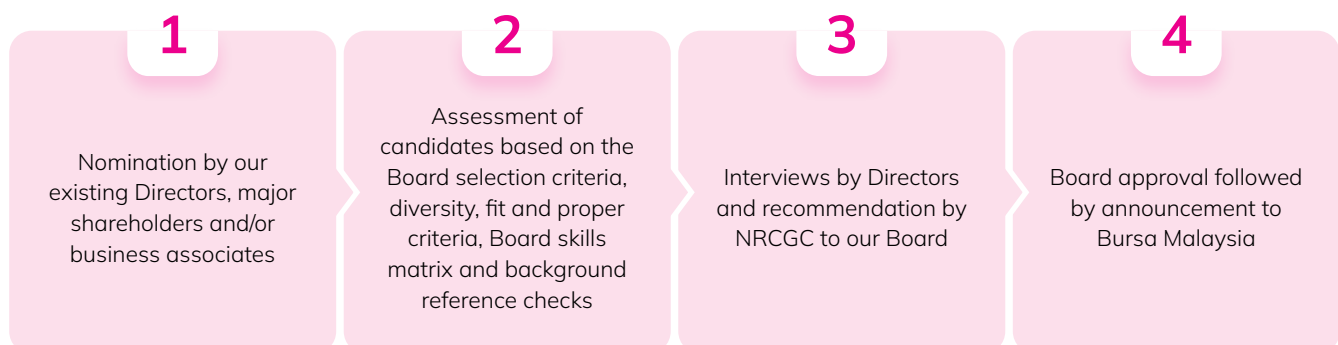 1
Nomination by our
existing Directors, major
shareholders and/or
business associates
2
Assessment of
candidates based on the
Board selection criteria,
diversity, fit and proper
criteria, Board skills
matrix and background
reference checks
3
Interviews by Directors
and recommendation by
NRCGC to our Board
4
Board approval followed
by announcement to
Bursa Malaysia